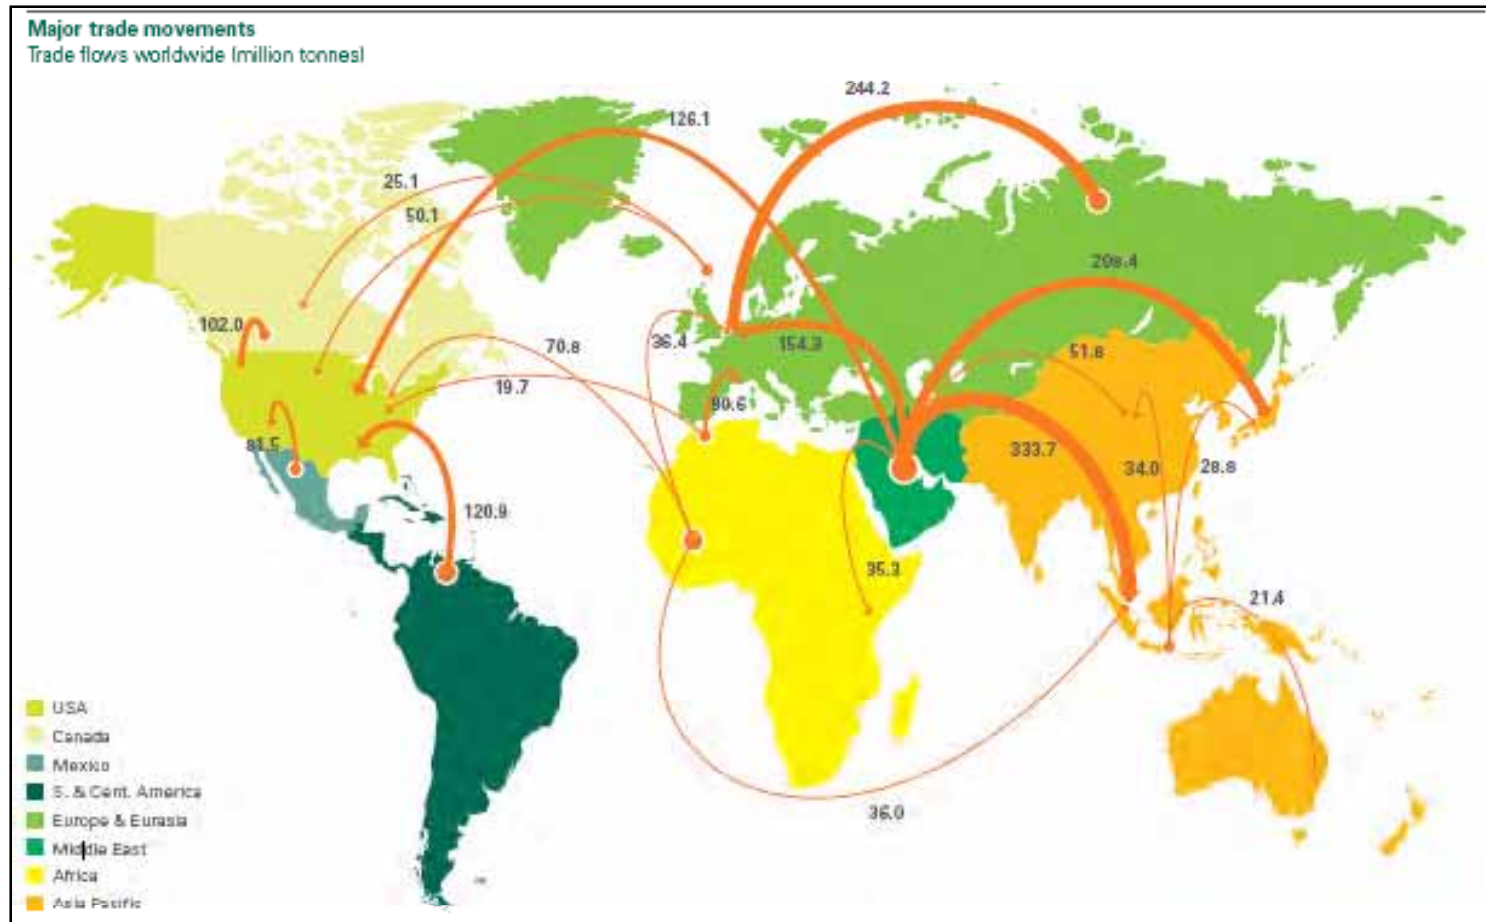 Major trade movements
Trade flows worldwide (million tonnes)
244.2
126.1
25.1
50.1
208.4
102.0
70.8
36.4
154.3
51.8
19.7
80.6
81.5
333.7
34.0
28.8
120.9
35.3
21.4
36.0
USA
Canada
Mexico
S. & Cent. America
Europe & Eurasia
Middle East
Africa
Asia Pacific